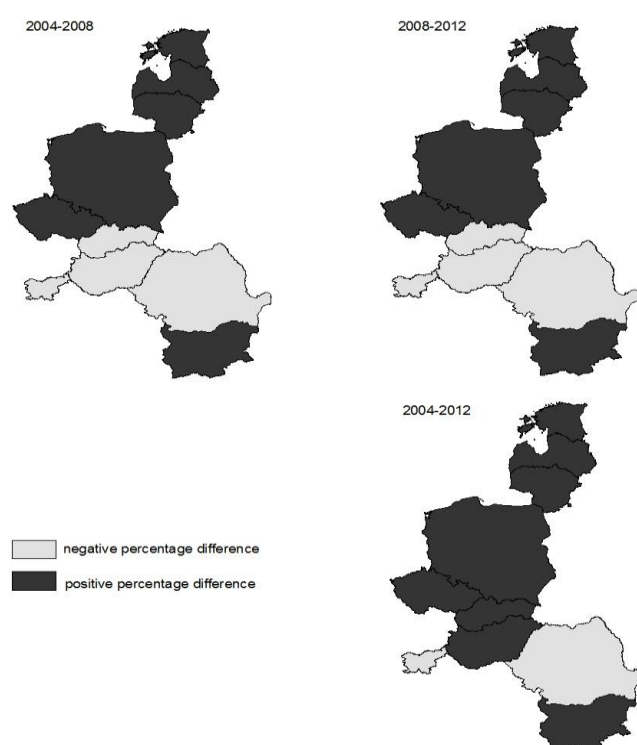 2004-2008
2008-2012
2004-2012
negative percentage difference
positive percentage difference